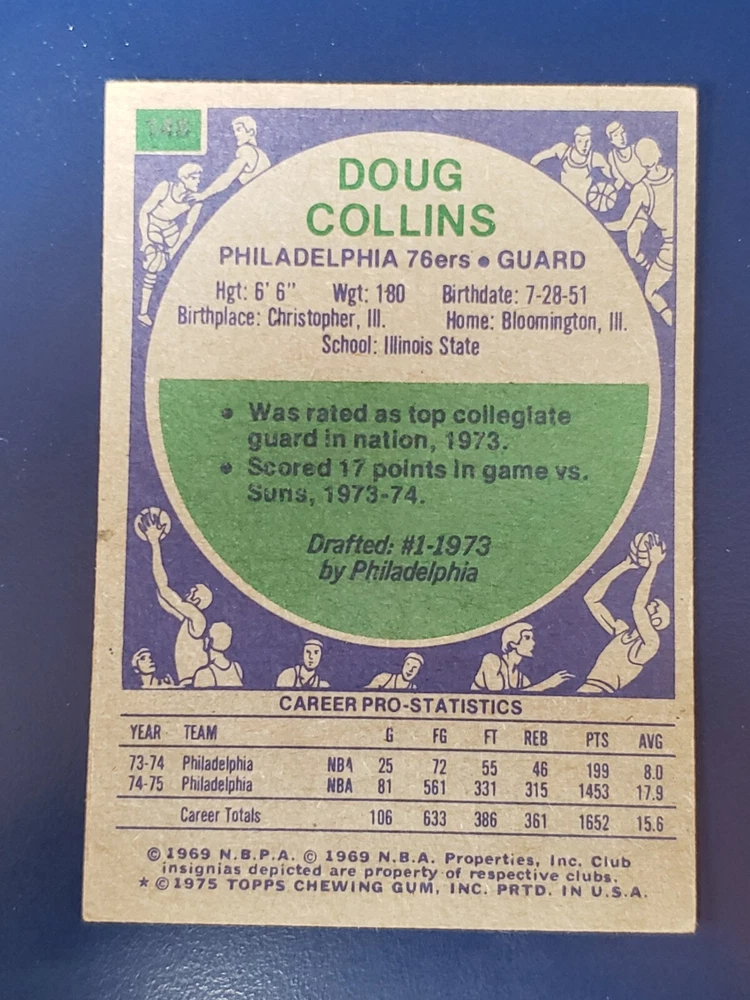 148
DOUG
COLLINS
PHILADELPHIA 76ers • GUARD
Hgt: 6' 6" Wgt: 180 Birthdate: 7-28-51
Birthplace: Christopher, Ill. Home: Bloomington, Ill.
School: Illinois State
• Was rated as top collegiate
guard in nation, 1973.
• Scored 17 points in game vs.
Suns, 1973-74.
Drafted: #1-1973
by Philadelphia
CAREER PRO-STATISTICS
YEAR TEAM G FG FT REB PTS AVG
73-74 Philadelphia NBA 25 72 55 46 199 8.0
74-75 Philadelphia NBA 81 561 331 315 1453 17.9
Career Totals 106 633 386 361 1652 15.6
© 1969 N.B.P.A. © 1969 N.B.A. Properties, Inc. Club
insignias depicted are property of respective clubs.
* © 1975 TOPPS CHEWING GUM, INC. PRTD. IN U.S.A.